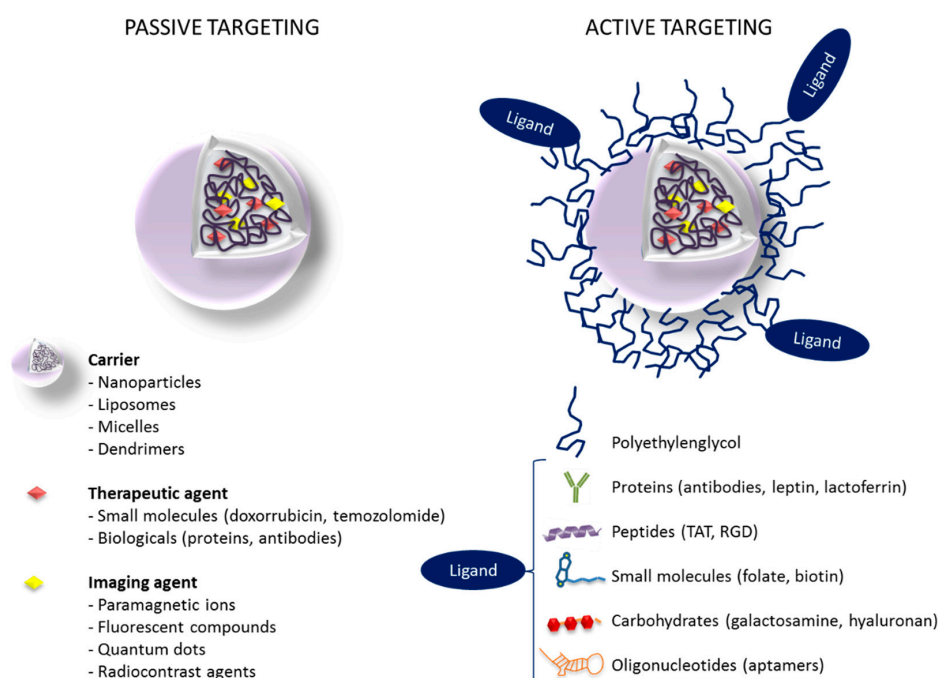 PASSIVE TARGETING
ACTIVE TARGETING
Ligand
Ligand
Ligand
Carrier
- Nanoparticles
- Liposomes
- Micelles
- Dendrimers
Therapeutic agent
- Small molecules (doxorrubicin, temozolomide)
- Biologicals (proteins, antibodies)
Imaging agent
- Paramagnetic ions
- Fluorescent compounds
- Quantum dots
- Radiocontrast agents
Polyethylenglycol
Ligand
Proteins (antibodies, leptin, lactoferrin)
Peptides (TAT, RGD)
Small molecules (folate, biotin)
Carbohydrates (galactosamine, hyaluronan)
Oligonucleotides (aptamers)